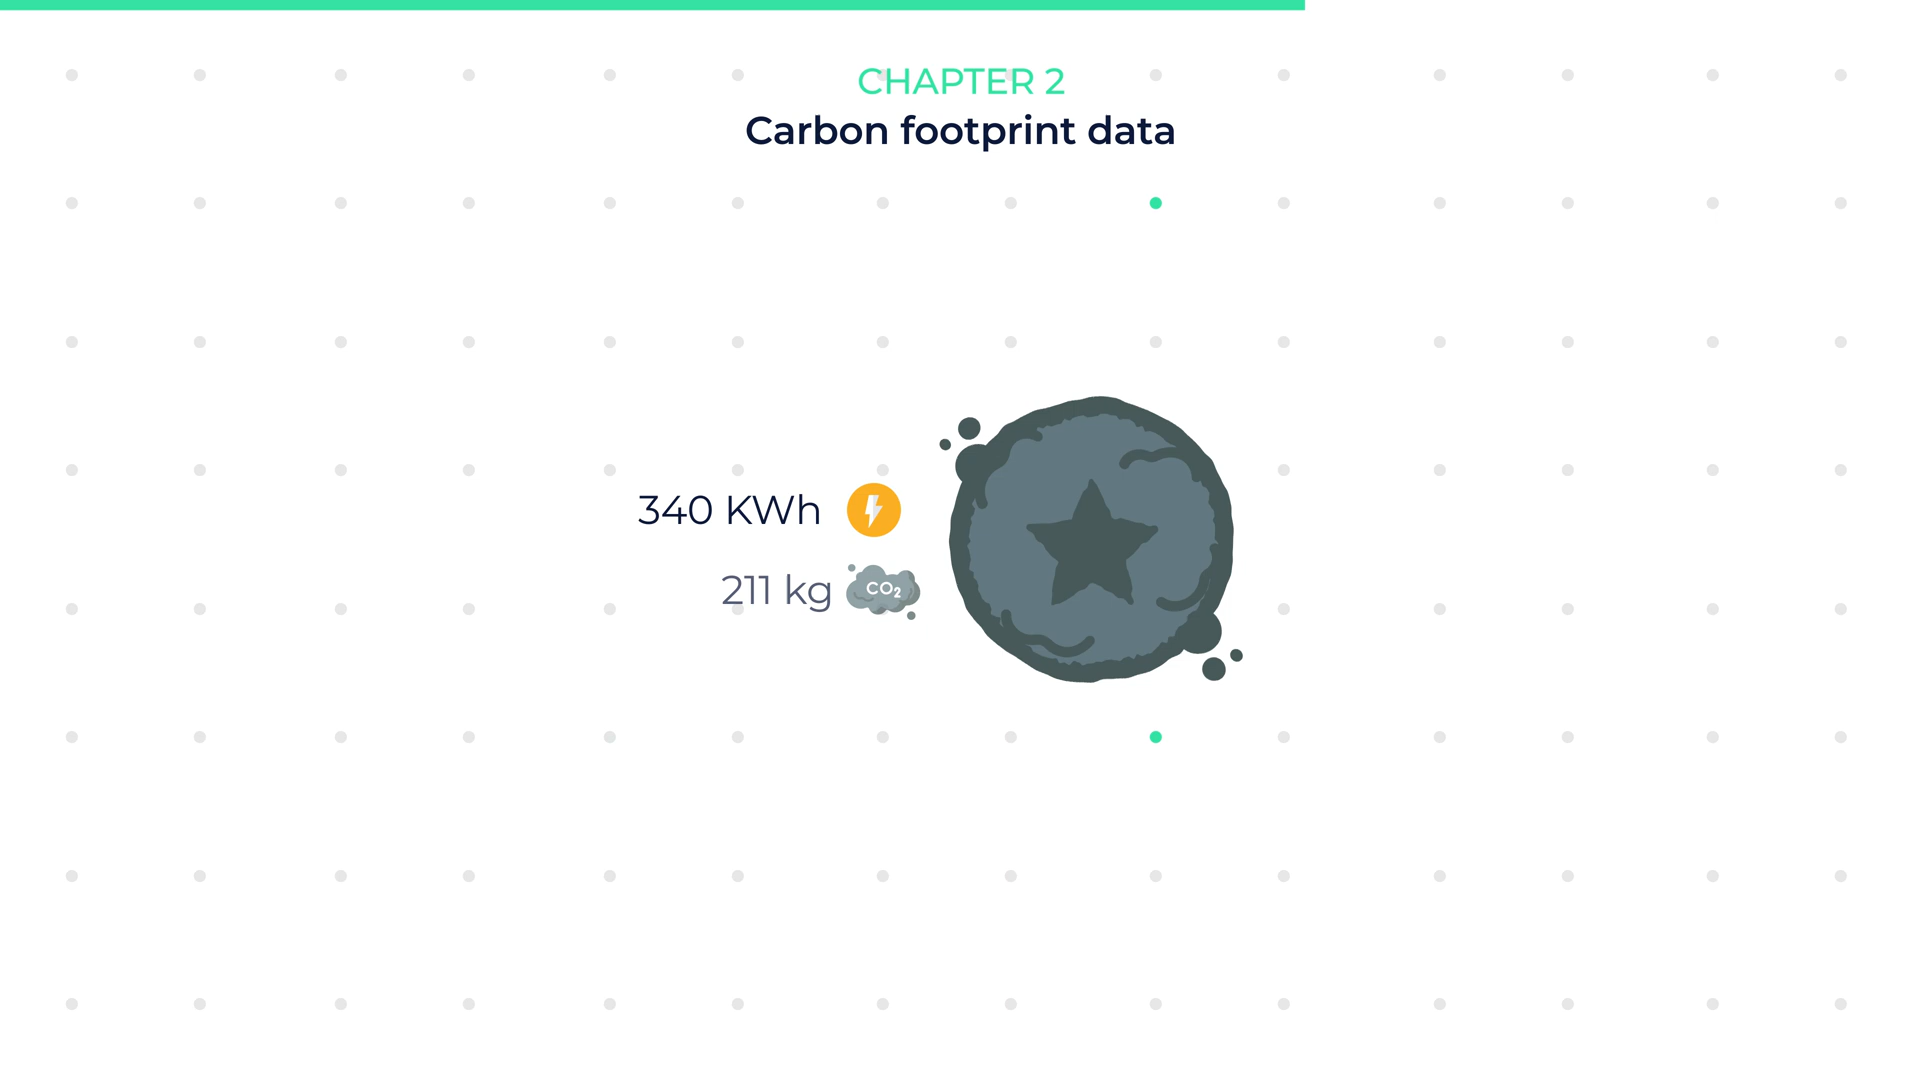 CHAPTER 2
Carbon footprint data
340 KWh
211 kg CO₂